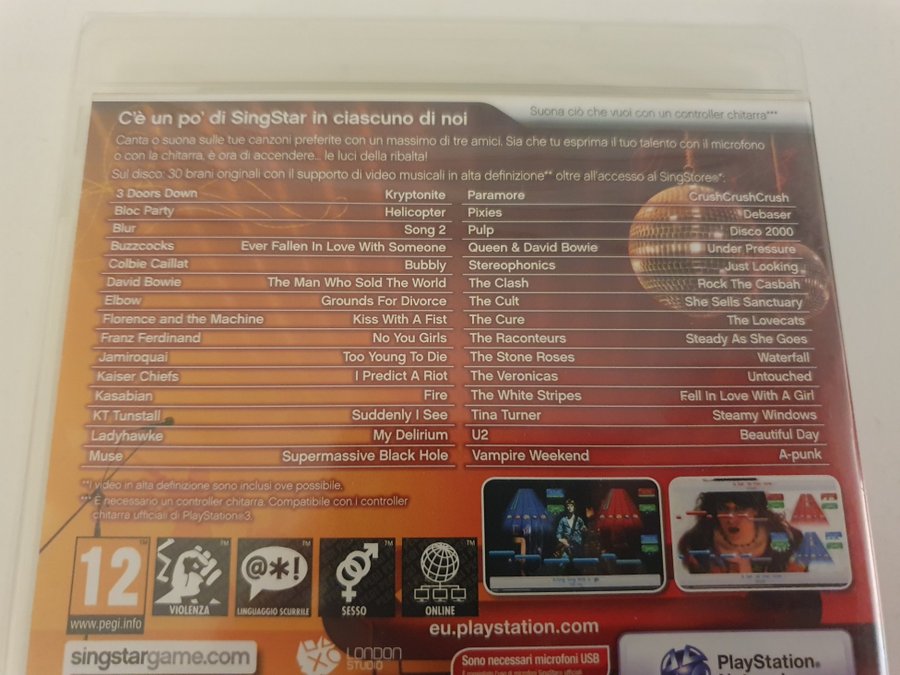 C'è un po' di SingStar in ciascuno di noi
Suona ciò che vuoi con un controller chitarra***
Canta o suona sulle tue canzoni preferite con un massimo di tre amici. Sia che tu esprima il tuo talento con il microfono
o con la chitarra, è ora di accendere... le luci della ribalta!
Sul disco: 30 brani originali con il supporto di video musicali in alta definizione** oltre all'accesso al SingStore®*:
3 Doors Down Kryptonite
Bloc Party Helicopter
Blur Song 2
Buzzcocks Ever Fallen In Love With Someone
Colbie Caillat Bubbly
David Bowie The Man Who Sold The World
Elbow Grounds For Divorce
Florence and the Machine Kiss With A Fist
Franz Ferdinand No You Girls
Jamiroquai Too Young To Die
Kaiser Chiefs I Predict A Riot
Kasabian Fire
KT Tunstall Suddenly I See
Ladyhawke My Delirium
Muse Supermassive Black Hole
Paramore CrushCrushCrush
Pixies Debaser
Pulp Disco 2000
Queen & David Bowie Under Pressure
Stereophonics Just Looking
The Clash Rock The Casbah
The Cult She Sells Sanctuary
The Cure The Lovecats
The Raconteurs Steady As She Goes
The Stone Roses Waterfall
The Veronicas Untouched
The White Stripes Fell In Love With A Girl
Tina Turner Steamy Windows
U2 Beautiful Day
Vampire Weekend A-punk
**I video in alta definizione sono inclusi ove possibile.
***È necessario un controller chitarra. Compatibile con i controller
chitarra ufficiali di PlayStation®3.
12
www.pegi.info
VIOLENZA
@*!
LINGUAGGIO SCURRILE
SESSO
ONLINE
eu.playstation.com
singstargame.com
LONDON
STUDIO
Sono necessari microfoni USB
PlayStation®